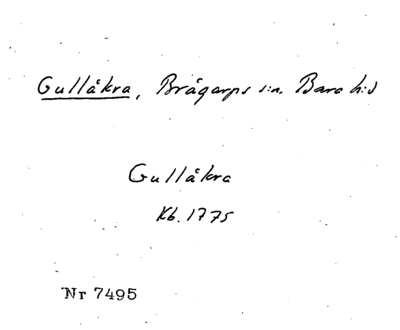 Gullåkra, Brågarps s:n. Bara h:d
Gullåkra
Kb. 1775
Nr 7495